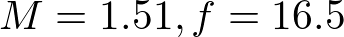 M = 1.51, f = 16.5